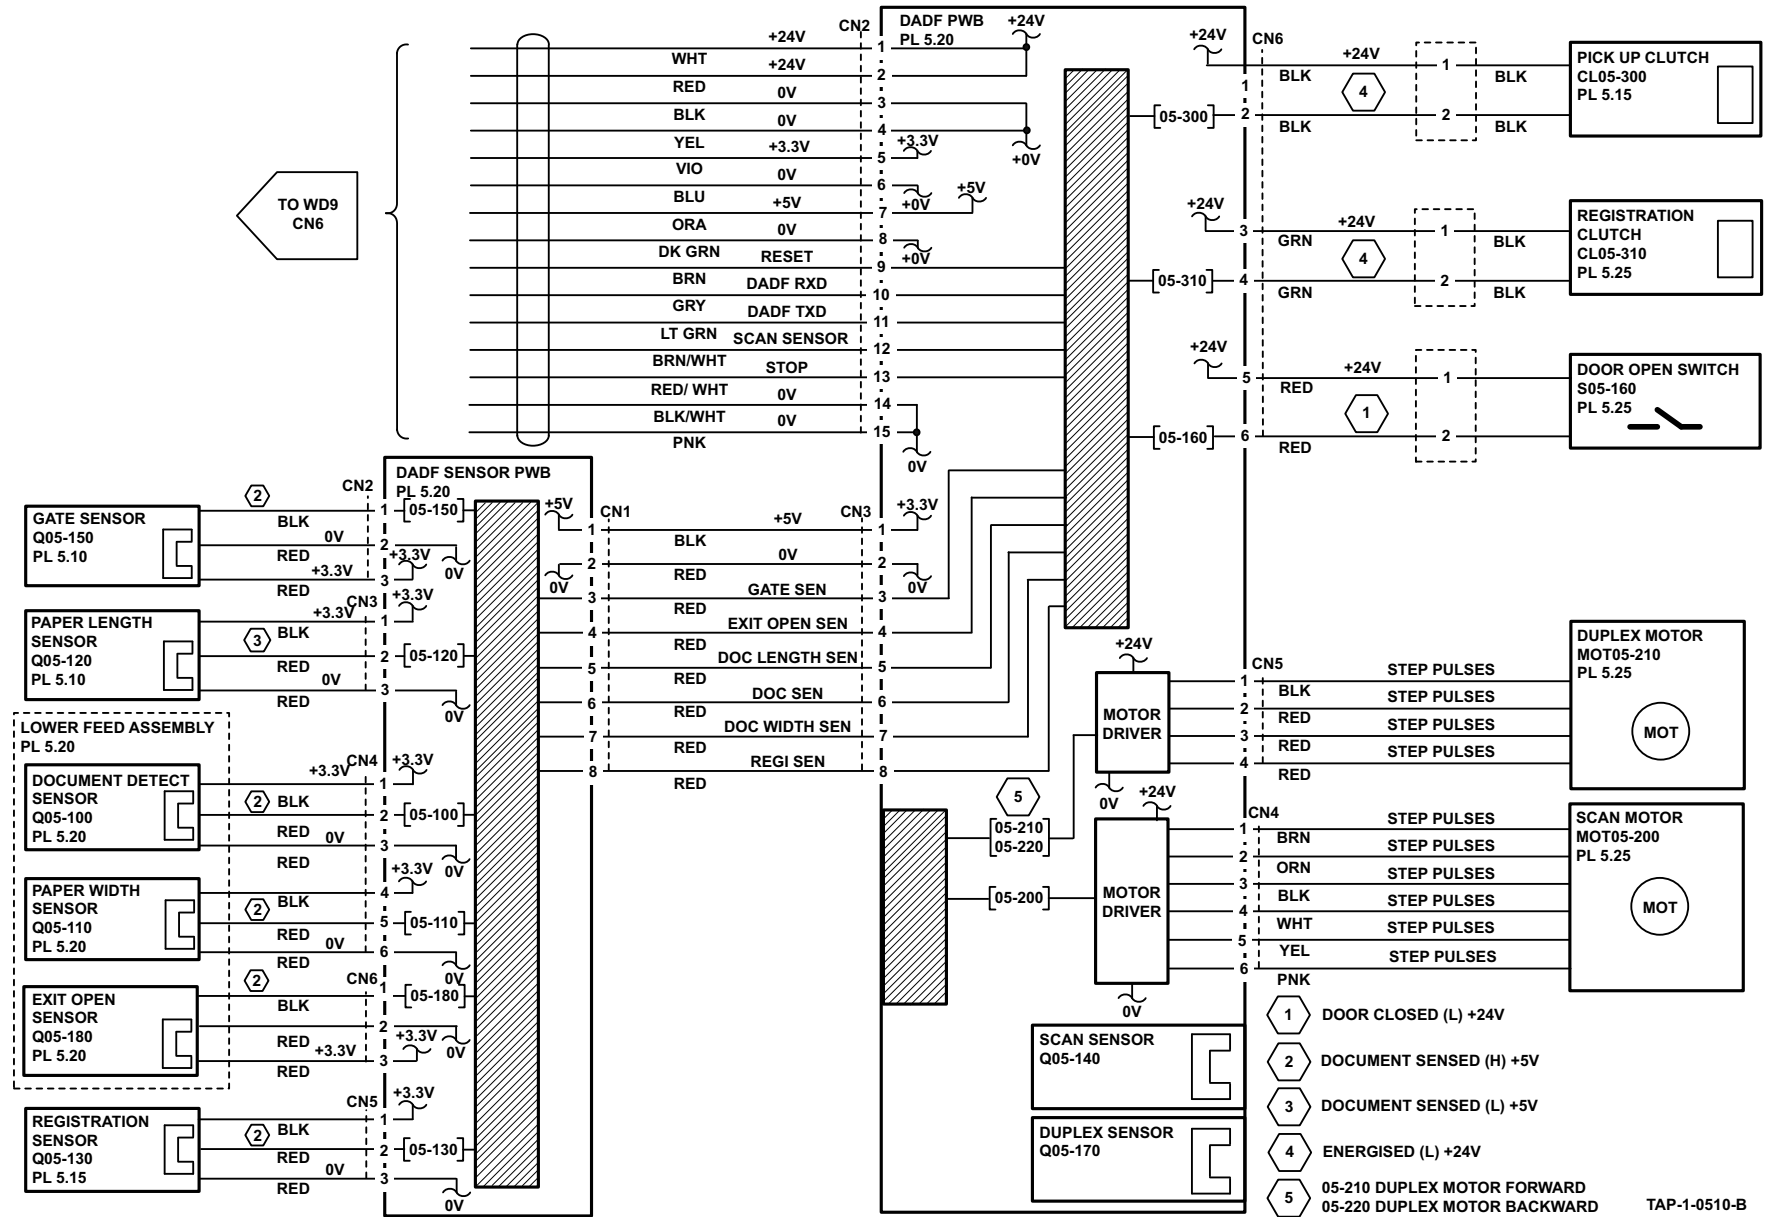 TO WD9
CN6
CN2
DADF PWB
PL 5.20
+24V
+24V
1
WHT
+24V
2
RED
0V
3
BLK
0V
4
YEL
+3.3V
5
+3.3V
+0V
VIO
0V
6
+0V
BLU
+5V
7
+5V
ORA
0V
8
+0V
DK GRN
RESET
9
BRN
DADF RXD
10
GRY
DADF TXD
11
LT GRN
SCAN SENSOR
12
BRN/WHT
STOP
13
RED/ WHT
0V
14
BLK/WHT
0V
15
PNK
0V
+24V
CN6
+24V
1
BLK
4
1
BLK
[05-300]
2
BLK
2
BLK
PICK UP CLUTCH
CL05-300
PL 5.15
+24V
3
+24V
GRN
4
1
BLK
[05-310]
4
GRN
2
BLK
REGISTRATION
CLUTCH
CL05-310
PL 5.25
+24V
5
+24V
RED
1
1
[05-160]
6
RED
2
DOOR OPEN SWITCH
S05-160
PL 5.25
DADF SENSOR PWB
PL 5.20
GATE SENSOR
Q05-150
PL 5.10
2
CN2
BLK
1
[05-150]
0V
2
RED
0V
+3.3V
3
+3.3V
RED
PAPER LENGTH
SENSOR
Q05-120
PL 5.10
CN3
+3.3V
1
+3.3V
3
BLK
2
[05-120]
RED
0V
3
RED
0V
LOWER FEED ASSEMBLY
PL 5.20
DOCUMENT DETECT
SENSOR
Q05-100
PL 5.20
CN4
+3.3V
1
+3.3V
2
BLK
2
[05-100]
RED
0V
3
RED
0V
PAPER WIDTH
SENSOR
Q05-110
PL 5.20
4
+3.3V
2
BLK
5
[05-110]
RED
0V
6
RED
0V
EXIT OPEN
SENSOR
Q05-180
PL 5.20
2
CN6
1
BLK
[05-180]
2
0V
RED
+3.3V
3
+3.3V
RED
REGISTRATION
SENSOR
Q05-130
PL 5.15
CN5
1
+3.3V
2
BLK
2
[05-130]
RED
0V
3
RED
0V
+5V
CN1
CN3
1
+5V
1
+3.3V
BLK
0V
2
0V
2
0V
RED
3
GATE SEN
3
RED
4
EXIT OPEN SEN
4
RED
5
DOC LENGTH SEN
5
RED
6
DOC SEN
6
RED
7
DOC WIDTH SEN
7
RED
8
REGI SEN
8
RED
+24V
MOTOR
DRIVER
0V
5
[05-210]
[05-220]
[05-200]
+24V
MOTOR
DRIVER
0V
CN5
1
STEP PULSES
BLK
2
STEP PULSES
RED
3
STEP PULSES
RED
4
STEP PULSES
RED
DUPLEX MOTOR
MOT05-210
PL 5.25
MOT
CN4
1
STEP PULSES
BRN
2
STEP PULSES
ORN
3
STEP PULSES
BLK
4
STEP PULSES
WHT
5
STEP PULSES
YEL
6
STEP PULSES
PNK
SCAN MOTOR
MOT05-200
PL 5.25
MOT
SCAN SENSOR
Q05-140
DUPLEX SENSOR
Q05-170
1 DOOR CLOSED (L) +24V
2 DOCUMENT SENSED (H) +5V
3 DOCUMENT SENSED (L) +5V
4 ENERGISED (L) +24V
5 05-210 DUPLEX MOTOR FORWARD
05-220 DUPLEX MOTOR BACKWARD
TAP-1-0510-B